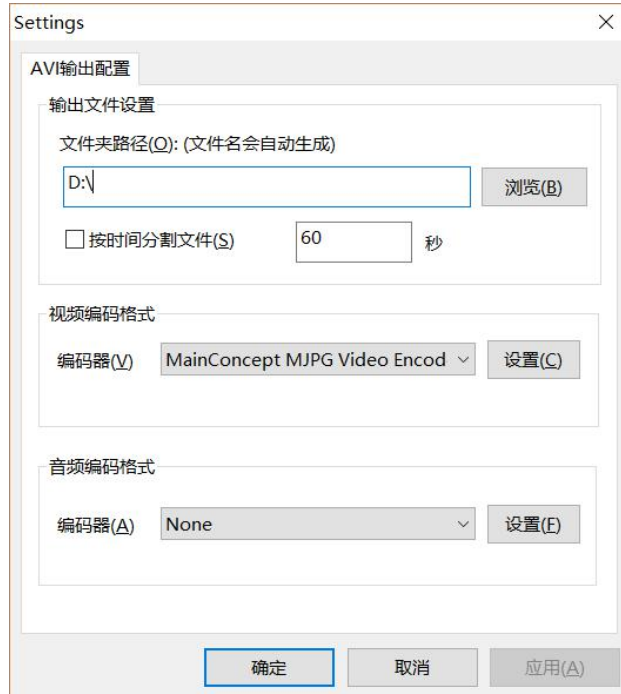 Settings
AVI输出配置
输出文件设置
文件夹路径(O): (文件名会自动生成)
D:\
浏览(B)
按时间分割文件(S)
60
秒
视频编码格式
编码器(V)
MainConcept MJPG Video Encod
设置(C)
音频编码格式
编码器(A)
None
设置(F)
确定
取消
应用(A)